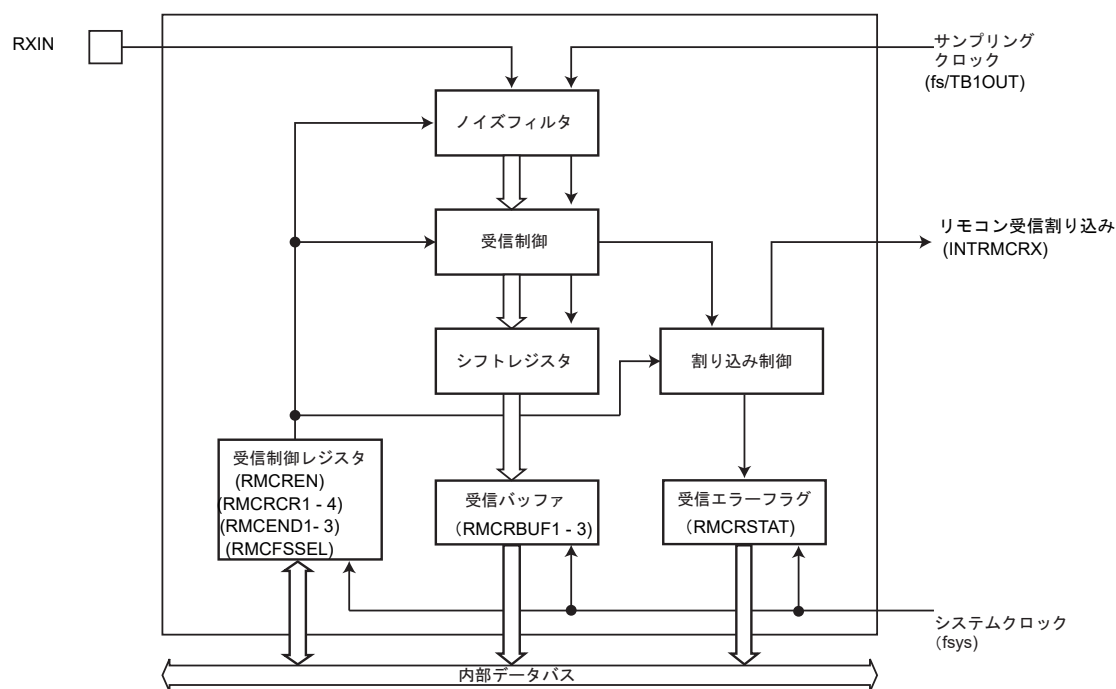 RXIN
サンプリング
クロック
(fs/TB1OUT)
ノイズフィルタ
受信制御
リモコン受信割り込み
(INTRMCRX)
シフトレジスタ
割り込み制御
受信制御レジスタ
(RMCREN)
(RMCRCR1 - 4)
(RMCEND1- 3)
(RMCFSSEL)
受信バッファ
(RMCRBUF1 - 3)
受信エラーフラグ
(RMCRSTAT)
システムクロック
(fsys)
内部データバス